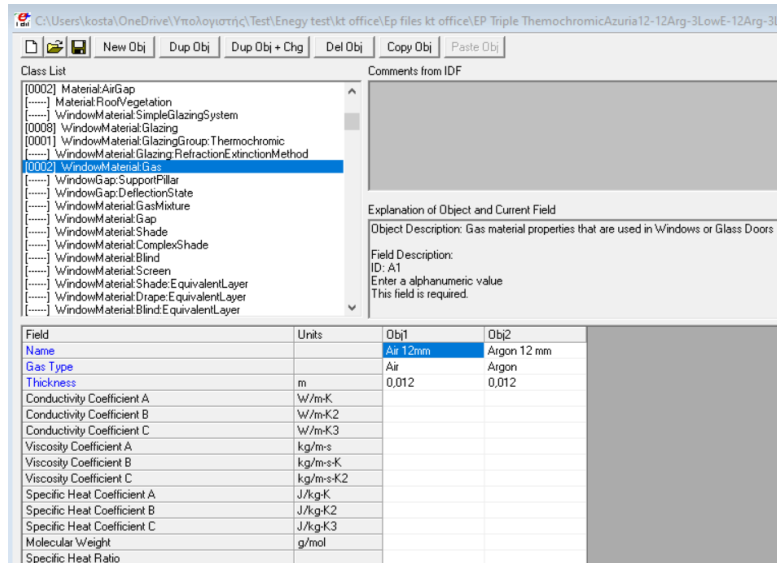 C:\Users\kosta\OneDrive\Υπολογιστής\Test\Enegy test\kt office\Ep files kt office\EP Triple ThemochromicAzuria12-12Arg-3LowE-12Arg-3L
New Obj Dup Obj Dup Obj + Chg Del Obj Copy Obj Paste Obj
Class List
[0002] Material:AirGap
[------] Material:RoofVegetation
[------] WindowMaterial:SimpleGlazingSystem
[0008] WindowMaterial:Glazing
[0001] WindowMaterial:GlazingGroup:Thermochromic
[------] WindowMaterial:Glazing:RefractionExtinctionMethod
[0002] WindowMaterial:Gas
[------] WindowGap:SupportPillar
[------] WindowGap:DeflectionState
[------] WindowMaterial:GasMixture
[------] WindowMaterial:Gap
[------] WindowMaterial:Shade
[------] WindowMaterial:ComplexShade
[------] WindowMaterial:Blind
[------] WindowMaterial:Screen
[------] WindowMaterial:Shade:EquivalentLayer
[------] WindowMaterial:Drape:EquivalentLayer
[------] WindowMaterial:Blind:EquivalentLayer
Comments from IDF
Explanation of Object and Current Field
Object Description: Gas material properties that are used in Windows or Glass Doors
Field Description:
ID: A1
Enter a alphanumeric value
This field is required.
Field Units Obj1 Obj2
Name Air 12mm Argon 12 mm
Gas Type Air Argon
Thickness m 0,012 0,012
Conductivity Coefficient A W/m-K
Conductivity Coefficient B W/m-K2
Conductivity Coefficient C W/m-K3
Viscosity Coefficient A kg/m-s
Viscosity Coefficient B kg/m-s-K
Viscosity Coefficient C kg/m-s-K2
Specific Heat Coefficient A J/kg-K
Specific Heat Coefficient B J/kg-K2
Specific Heat Coefficient C J/kg-K3
Molecular Weight g/mol
Specific Heat Ratio